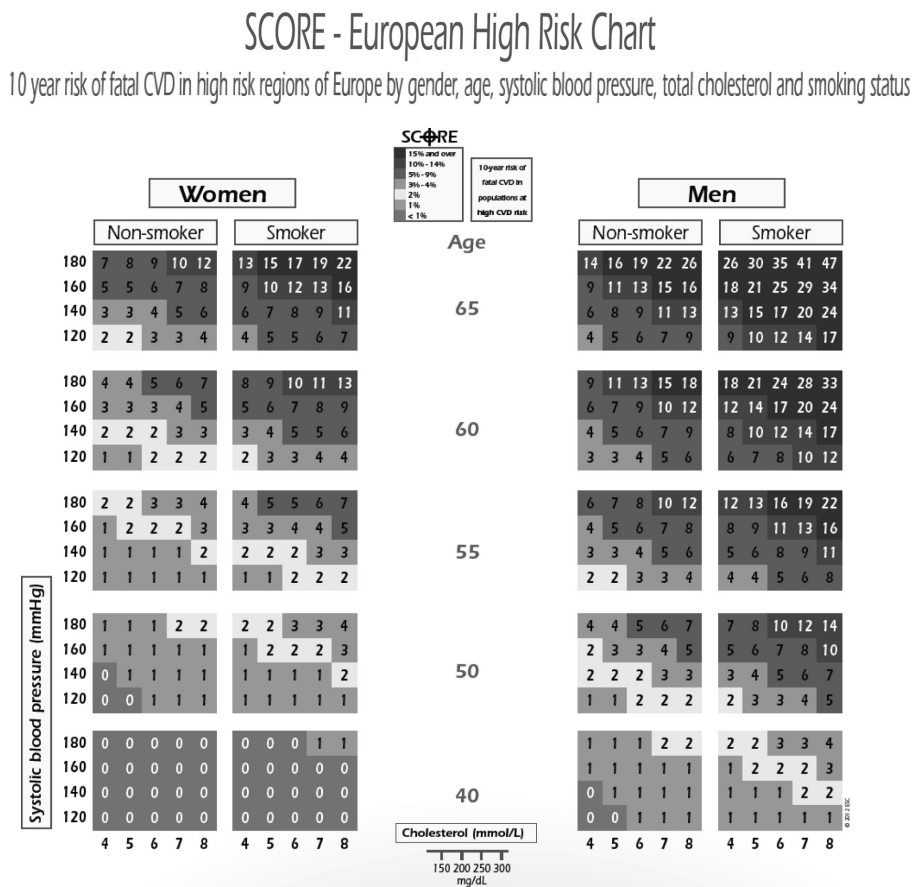 SCORE - European High Risk Chart
10 year risk of fatal CVD in high risk regions of Europe by gender, age, systolic blood pressure, total cholesterol and smoking status
SCORE
15% and over
10% - 14%
5% - 9%
3% - 4%
2%
1%
< 1%
10-year risk of
fatal CVD in
populations at
high CVD risk
Women
Men
Non-smoker Smoker Age Non-smoker Smoker
180 7 8 9 10 12 13 15 17 19 22 14 16 19 22 26 26 30 35 41 47
160 5 5 6 7 8 9 10 12 13 16 9 11 13 15 16 18 21 25 29 34
65
140 3 3 4 5 6 6 7 8 9 11 6 8 9 11 13 13 15 17 20 24
120 2 2 3 3 4 4 5 5 6 7 4 5 6 7 9 9 10 12 14 17
180 4 4 5 6 7 8 9 10 11 13 9 11 13 15 18 18 21 24 28 33
160 3 3 3 4 5 5 6 7 8 9 6 7 9 10 12 12 14 17 20 24
60
140 2 2 2 3 3 3 4 5 5 6 4 5 6 7 9 8 10 12 14 17
120 1 1 2 2 2 2 3 3 4 4 3 3 4 5 6 6 7 8 10 12
180 2 2 3 3 4 4 5 5 6 7 6 7 8 10 12 12 13 16 19 22
160 1 2 2 2 3 3 3 4 4 5 4 5 6 7 8 8 9 11 13 16
55
140 1 1 1 1 2 2 2 2 3 3 3 3 4 5 6 5 6 8 9 11
120 1 1 1 1 1 1 1 2 2 2 2 2 3 3 4 4 4 5 6 8
180 1 1 1 2 2 2 2 3 3 4 4 4 5 6 7 7 8 10 12 14
160 1 1 1 1 1 1 2 2 2 3 2 3 3 4 5 5 6 7 8 10
50
140 0 1 1 1 1 1 1 1 1 2 2 2 2 3 3 3 4 5 6 7
120 0 0 1 1 1 1 1 1 1 1 1 1 2 2 2 2 3 3 4 5
180 0 0 0 0 0 0 0 0 1 1 1 1 1 2 2 2 2 3 3 4
160 0 0 0 0 0 0 0 0 0 0 1 1 1 1 1 1 2 2 2 3
40
140 0 0 0 0 0 0 0 0 0 0 0 1 1 1 1 1 1 1 2 2
120 0 0 0 0 0 0 0 0 0 0 0 0 1 1 1 1 1 1 1 1
4 5 6 7 8 4 5 6 7 8 4 5 6 7 8 4 5 6 7 8
Systolic blood pressure (mmHg)
Cholesterol (mmol/L)
150 200 250 300
mg/dL
© 2012 ESC